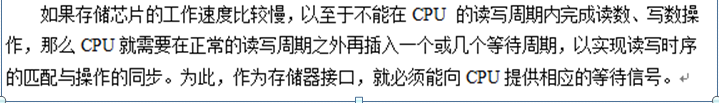 如果存储芯片的工作速度比较慢，以至于不能在 CPU 的读写周期内完成读数、写数操
作，那么 CPU 就需要在正常的读写周期之外再插入一个或几个等待周期，以实现读写时序
的匹配与操作的同步。为此，作为存储器接口，就必须能向 CPU 提供相应的等待信号。↵